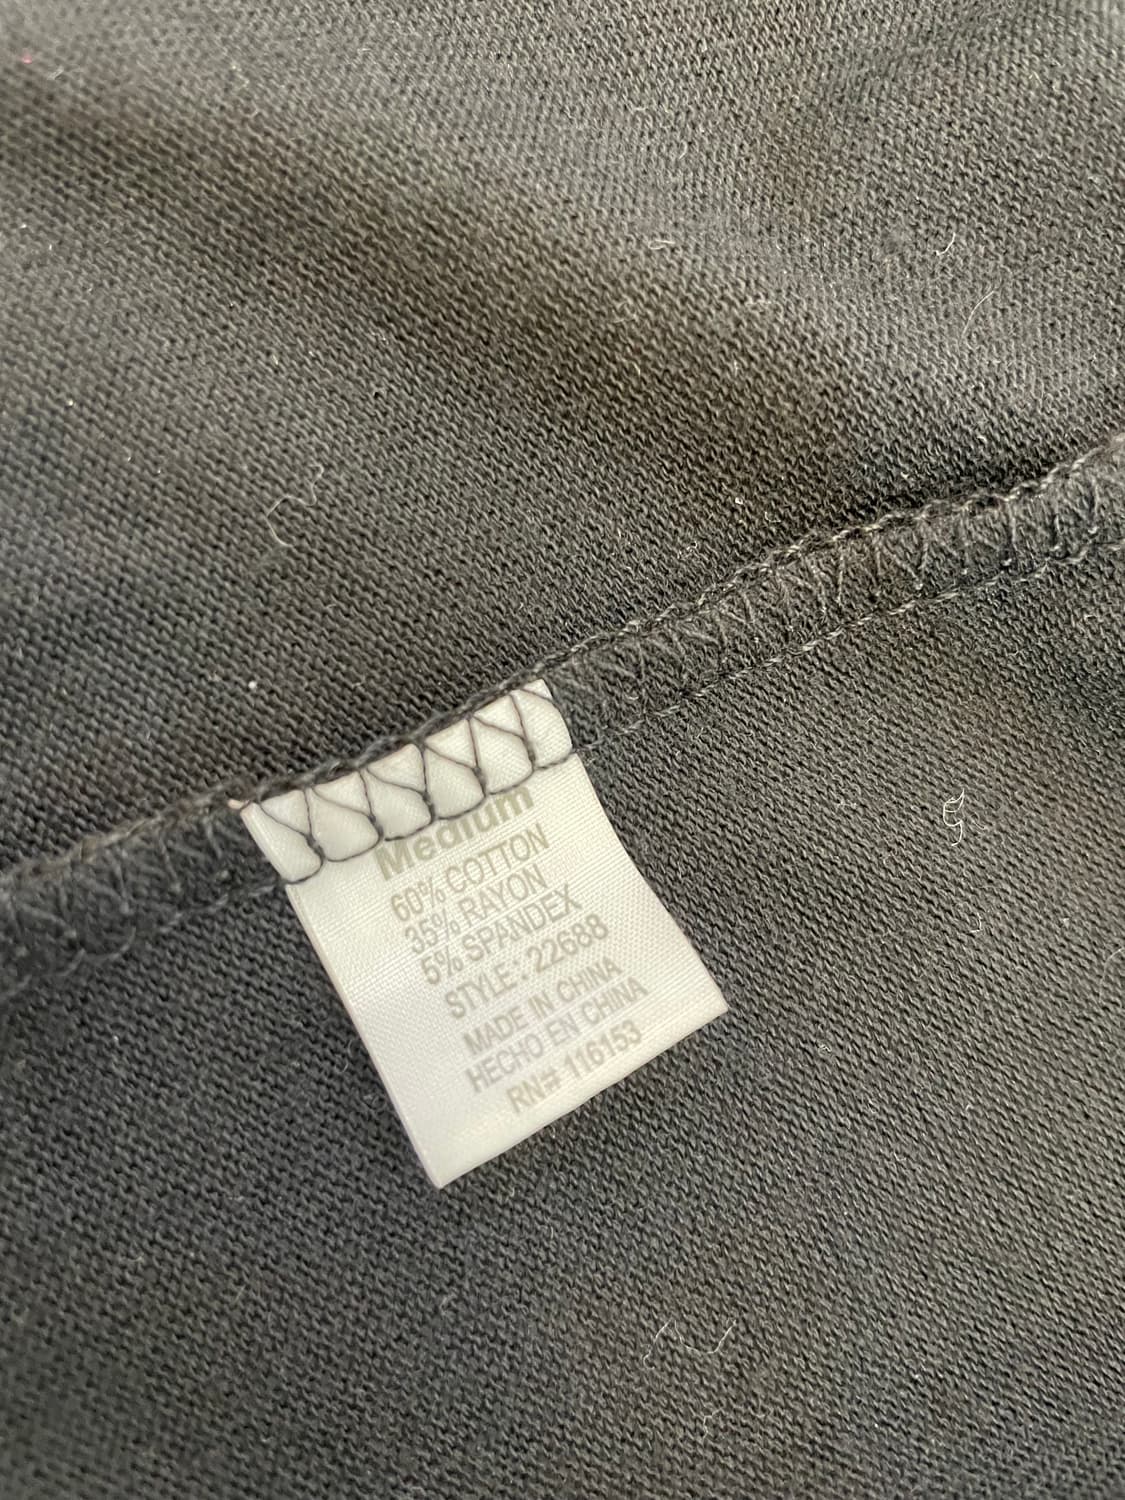 Medium
60% COTTON
35% RAYON
5% SPANDEX
STYLE: 22688
MADE IN CHINA
HECHO EN CHINA
RN# 116153